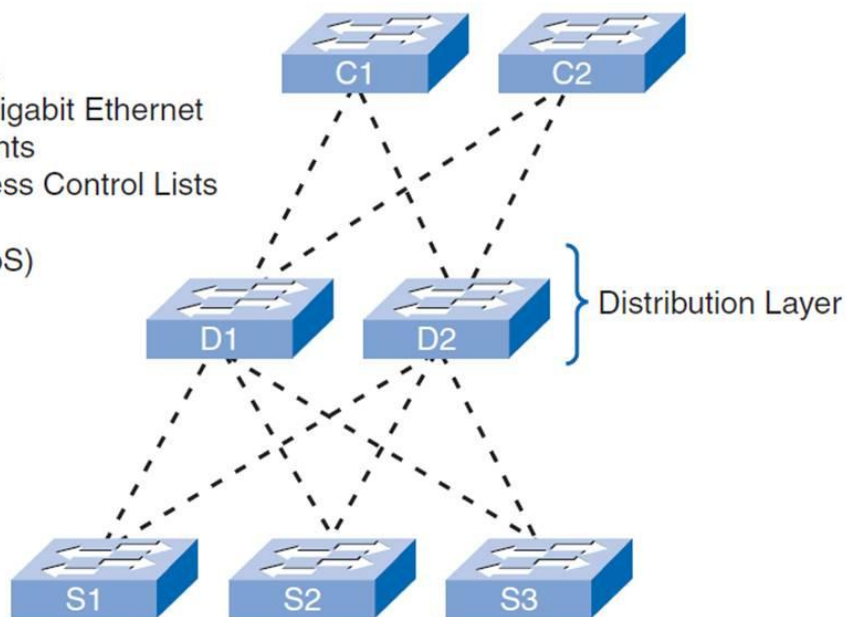 C1
C2
igabit Ethernet
nts
ess Control Lists
S)
D1
D2
Distribution Layer
S1
S2
S3